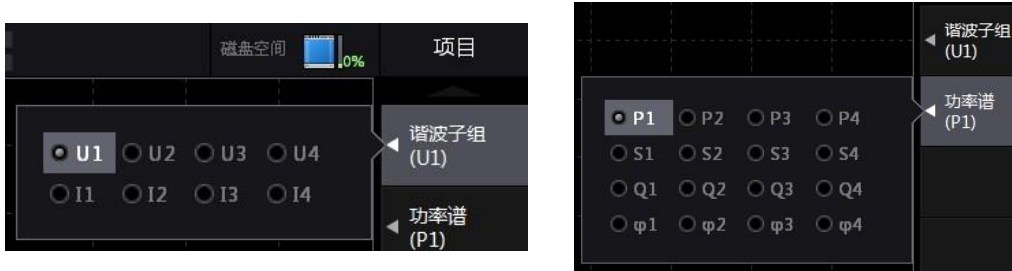 磁盘空间 0% 项目
U1 U2 U3 U4
I1 I2 I3 I4
谐波子组
(U1)
功率谱
(P1)
P1 P2 P3 P4
S1 S2 S3 S4
Q1 Q2 Q3 Q4
φ1 φ2 φ3 φ4
谐波子组
(U1)
功率谱
(P1)